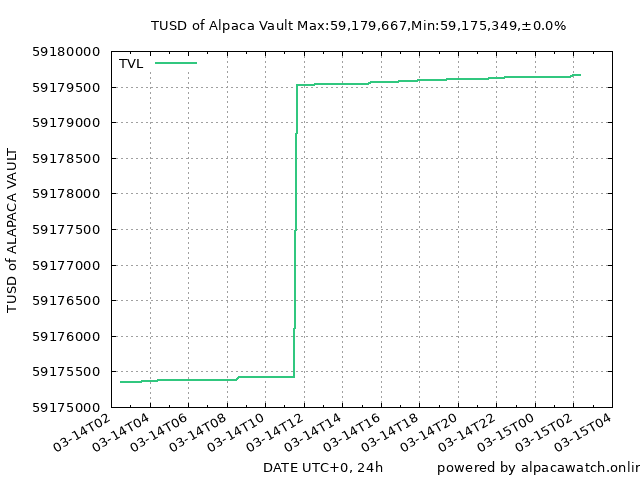 TUSD of Alpaca Vault Max:59,179,667,Min:59,175,349,±0.0%
59180000
TVL
59179500
59179000
59178500
59178000
59177500
59177000
59176500
59176000
59175500
59175000
TUSD of ALAPACA VAULT
03-14T02
03-14T04
03-14T06
03-14T08
03-14T10
03-14T12
03-14T14
03-14T16
03-14T18
03-14T20
03-14T22
03-15T00
03-15T02
03-15T04
DATE UTC+0, 24h
powered by alpacawatch.onlin